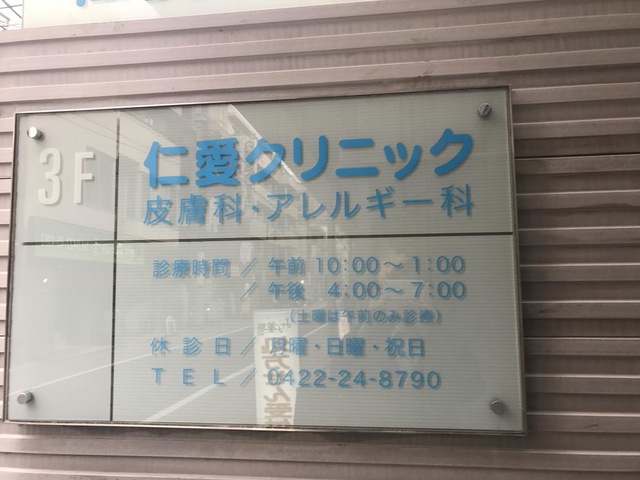 3F
仁愛クリニック
皮膚科・アレルギー科
診療時間／午前 10:00～1:00
／午後 4:00～7:00
（土曜は午前のみ診療）
休診日／月曜・日曜・祝日
TEL／0422-24-8790